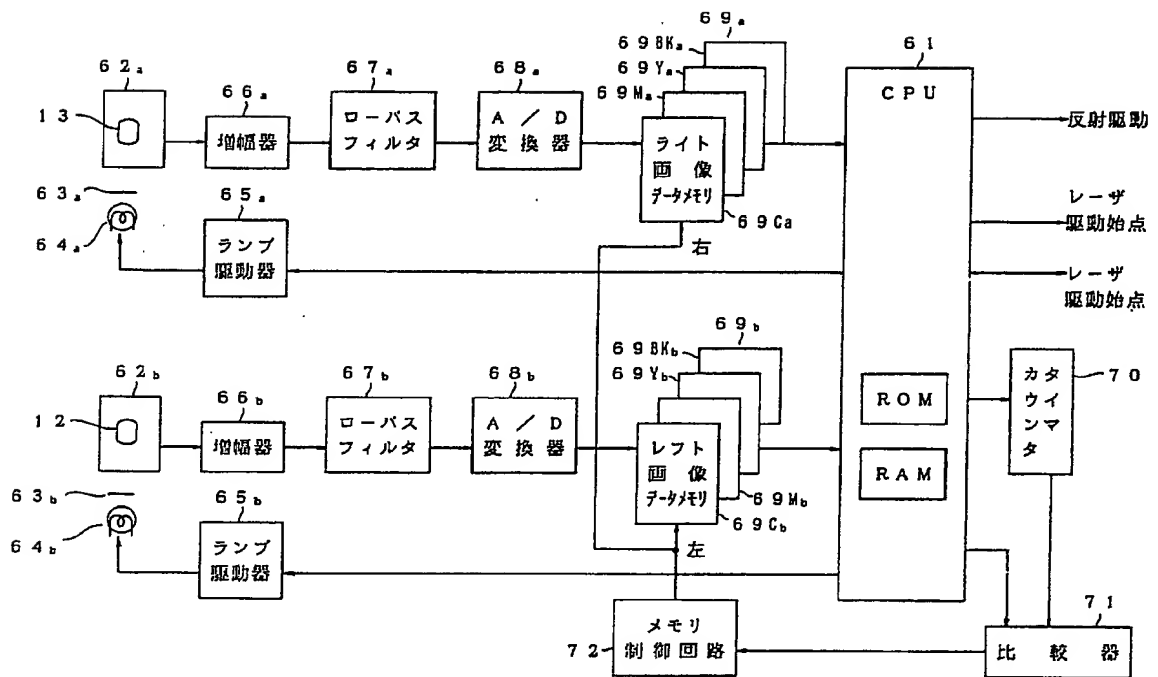 69a
69BKa
69Ya
69Ma
62a
13
66a
増幅器
67a
ローパス
フィルタ
68a
A/D
変換器
ライト
画像
データメモリ
69Ca
右
61
CPU
反射駆動
レーザ
駆動始点
レーザ
駆動始点
63a
64a
65a
ランプ
駆動器
69b
69BKb
69Yb
62b
12
66b
増幅器
67b
ローパス
フィルタ
68b
A/D
変換器
レフト
画像
データメモリ
69Mb
69Cb
左
ROM
RAM
タイマ
カウンタ
70
63b
64b
65b
ランプ
駆動器
72
メモリ
制御回路
71
比較器